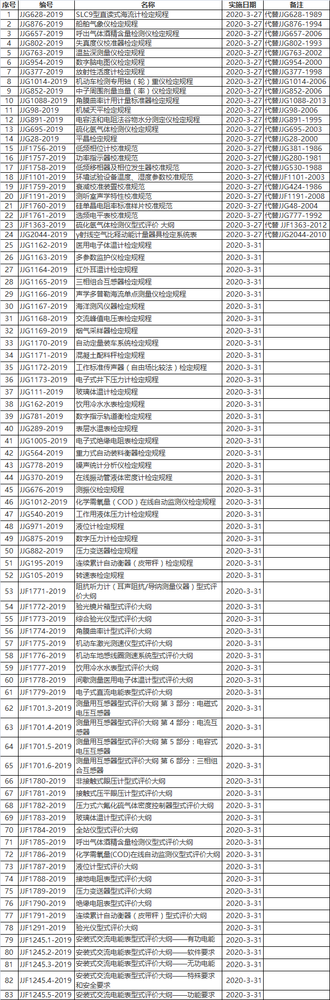 序号 编号 名称 实施日期 备注
1 JJG628-2019 SLC9型直读式海流计检定规程 2020-3-27 代替JJG628-1989
2 JJG876-2019 船舶气象仪检定规程 2020-3-27 代替JJG876-1994
3 JJG657-2019 呼出气体酒精含量检测仪检定规程 2020-3-27 代替JJG657-2006
4 JJG802-2019 失真度仪校准器检定规程 2020-3-27 代替JJG802-1993
5 JJG763-2019 温盐深测量仪检定规程 2020-3-27 代替JJG763-2002
6 JJG954-2019 数字脑电图仪检定规程 2020-3-27 代替JJG954-2000
7 JJG377-2019 放射性活度计检定规程 2020-3-27 代替JJG377-1998
8 JJG1014-2019 机动车检测专用轴（轮）重仪检定规程 2020-3-27 代替JJG1014-2006
9 JJG852-2019 中子周围剂量当量（率）仪检定规程 2020-3-27 代替JJG852-2006
10 JJG1088-2019 角膜曲率计用计量标准器检定规程 2020-3-27 代替JJG1088-2013
11 JJG98-2019 机械天平检定规程 2020-3-27 代替JJG98-2006
12 JJG891-2019 电容法和电阻法谷物水分测定仪检定规程 2020-3-27 代替JJG891-1995
13 JJG695-2019 硫化氢气体检测仪检定规程 2020-3-27 代替JJG695-2003
14 JJG28-2019 平晶检定规程 2020-3-27 代替JJG28-2000
15 JJF1756-2019 低频相位计校准规范 2020-3-27 代替JJG381-1986
16 JJF1757-2019 功率指示器校准规范 2020-3-27 代替JJG280-1981
17 JJF1758-2019 低频移相器及相位发生器校准规范 2020-3-27 代替JJG530-1988
18 JJF1101-2019 环境试验设备温度、湿度参数校准规范 2020-3-27 代替JJF1101-2003
19 JJF1759-2019 衰减校准装置校准规范 2020-3-27 代替JJG424-1986
20 JJF1191-2019 测听室声学特性校准规范 2020-3-27 代替JJF1191-2008
21 JJF1760-2019 硅单晶电阻率标准样片校准规范 2020-3-27 代替JJG48-2004
22 JJF1761-2019 选频电平表校准规范 2020-3-27 代替JJG777-1992
23 JJF1363-2019 硫化氢气体检测仪型式评价 大纲 2020-3-27 代替 JJF1363-2012
24 JJG2044-2019 γ射线空气比释动能计量器具检定系统表 2020-3-27 代替JJG2044-2010
25 JJG1162-2019 医用电子体温计检定规程 2020-3-31
26 JJG1163-2019 多参数监护仪检定规程 2020-3-31
27 JJG1164-2019 红外耳温计检定规程 2020-3-31
28 JJG1165-2019 三相组合互感器检定规程 2020-3-31
29 JJG1166-2019 声学多普勒海流单点测量仪检定规程 2020-3-31
30 JJG1167-2019 海洋测风仪器检定规程 2020-3-31
31 JJG1168-2019 交流峰值电压表检定规程 2020-3-31
32 JJG1169-2019 烟气采样器检定规程 2020-3-31
33 JJG1170-2019 自动定量装车系统检定规程 2020-3-31
34 JJG1171-2019 混凝土配料秤检定规程 2020-3-31
35 JJG1172-2019 工作标准传声器（自由场比较法）检定规程 2020-3-31
36 JJG1173-2019 电子式井下压力计检定规程 2020-3-31
37 JJG111-2019 玻璃体温计检定规程 2020-3-31
38 JJG162-2019 饮用冷水水表检定规程 2020-3-31
39 JJG781-2019 数字指示轨道衡检定规程 2020-3-31
40 JJG289-2019 表层水温表检定规程 2020-3-31
41 JJG1005-2019 电子式绝缘电阻表检定规程 2020-3-31
42 JJG564-2019 重力式自动装料衡器检定规程 2020-3-31
43 JJG778-2019 噪声统计分析仪检定规程 2020-3-31
44 JJG370-2019 在线振动管液体密度计检定规程 2020-3-31
45 JJG676-2019 测振仪检定规程 2020-3-31
46 JJG1012-2019 化学需氧量（COD）在线自动监测仪检定规程 2020-3-31
47 JJG540-2019 工作用液体压力计检定规程 2020-3-31
48 JJG971-2019 液位计检定规程 2020-3-31
49 JJG875-2019 数字压力计检定规程 2020-3-31
50 JJG882-2019 压力变送器检定规程 2020-3-31
51 JJG195-2019 连续累计自动衡器（皮带秤）检定规程 2020-3-31
52 JJG105-2019 转速表检定规程 2020-3-31
53 JJF1771-2019 阻抗听力计（耳声阻抗/导纳测量仪器）型式评
价大纲 2020-3-31
54 JJF1772-2019 验光镜片箱型式评价大纲 2020-3-31
55 JJF1773-2019 综合验光仪型式评价大纲 2020-3-31
56 JJF1774-2019 角膜曲率计型式评价大纲 2020-3-31
57 JJF1775-2019 机动车激光测速仪型式评价大纲 2020-3-31
58 JJF1776-2019 机动车地感线圈测速系统型式评价大纲 2020-3-31
59 JJF1777-2019 饮用冷水水表型式评价大纲 2020-3-31
60 JJF1778-2019 间歇测量医用电子体温计型式评价大纲 2020-3-31
61 JJF1779-2019 电子式直流电能表型式评价大纲 2020-3-31
62 JJF1701.3-2019 测量用互感器型式评价大纲 第 3 部分：电磁式
电压互感器 2020-3-31
63 JJF1701.4-2019 测量用互感器型式评价大纲 第 4 部分：电流互
感器 2020-3-31
64 JJF1701.5-2019 测量用互感器型式评价大纲 第 5 部分：电容式
电压互感器 2020-3-31
65 JJF1701.6-2019 测量用互感器型式评价大纲 第 6 部分：三相组
合互感器 2020-3-31
66 JJF1780-2019 非接触式眼压计型式评价大纲 2020-3-31
67 JJF1781-2019 接触式压平眼压计型式评价大纲 2020-3-31
68 JJF1782-2019 压力式六氟化硫气体密度控制器型式评价大纲 2020-3-31
69 JJF1783-2019 玻璃体温计型式评价大纲 2020-3-31
70 JJF1784-2019 全站仪型式评价大纲 2020-3-31
71 JJF1785-2019 呼出气体酒精含量检测仪型式评价大纲 2020-3-31
72 JJF1786-2019 化学需氧量(COD)在线自动监测仪型式评价大纲 2020-3-31
73 JJF1787-2019 液位计型式评价大纲 2020-3-31
74 JJF1788-2019 接地电阻表型式评价大纲 2020-3-31
75 JJF1789-2019 压力变送器型式评价大纲 2020-3-31
76 JJF1790-2019 绝缘电阻表型式评价大纲 2020-3-31
77 JJF1791-2019 连续累计自动衡器（皮带秤）型式评价大纲 2020-3-31
78 JJF1291-2019 验光仪型式评价大纲 2020-3-31
79 JJF1245.1-2019 安装式交流电能表型式评价大纲——有功电能 2020-3-31
80 JJF1245.2-2019 安装式交流电能表型式评价大纲——软件要求 2020-3-31
81 JJF1245.3-2019 安装式交流电能表型式评价大纲——无功电能 2020-3-31
82 JJF1245.4-2019 安装式交流电能表型式评价大纲——特殊要求
和安全要求 2020-3-31
83 JJF1245.5-2019 安装式交流电能表型式评价大纲——功能要求 2020-3-31